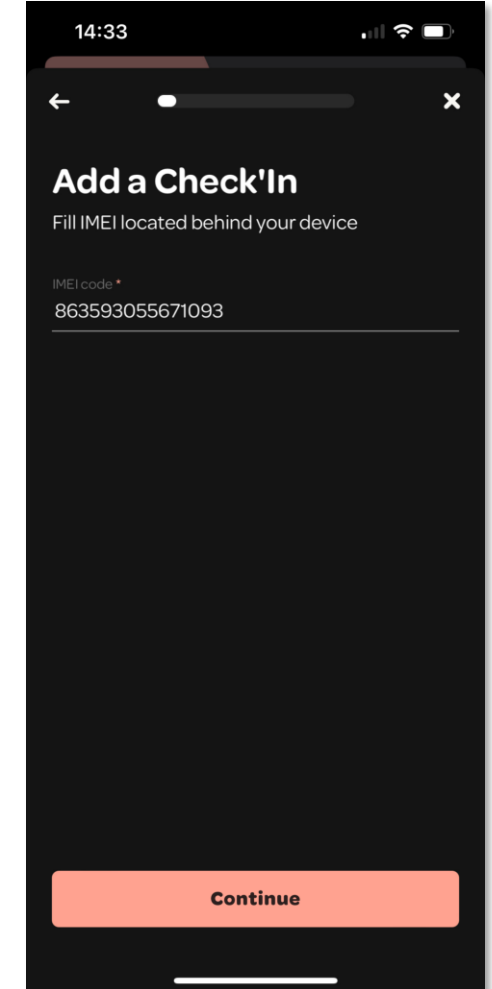 14:33
Add a Check'In
Fill IMEI located behind your device
IMEI code *
863593055671093
Continue